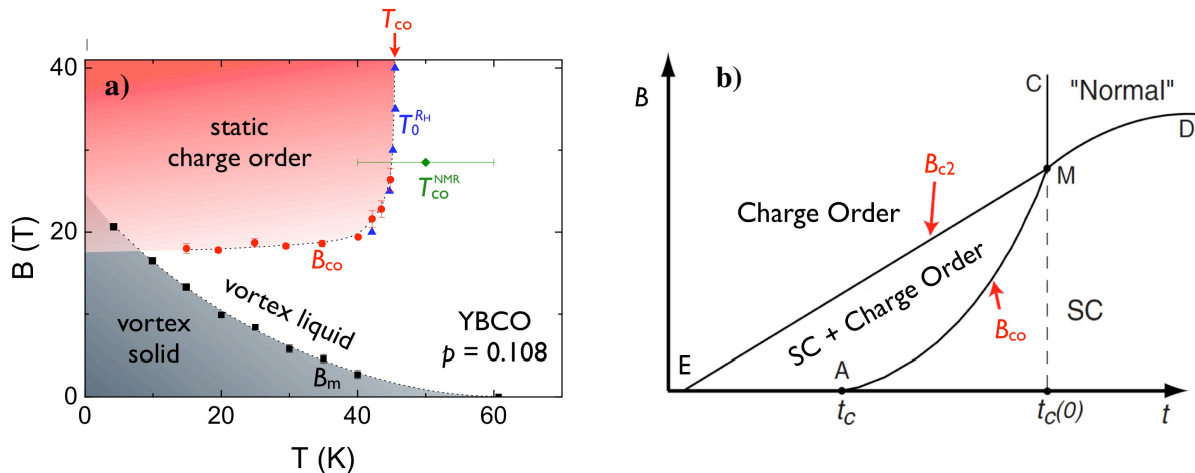 T_co
a)
b)
40
static
charge order
T_0^{R_H}
T_co^{NMR}
20
B (T)
B_co
vortex liquid
vortex
solid
B_m
YBCO
p = 0.108
0
0
20
40
60
T (K)
B
C
"Normal"
D
B_c2
M
Charge Order
SC + Charge Order
SC
B_co
E
A
t_c
t_c(0)
t